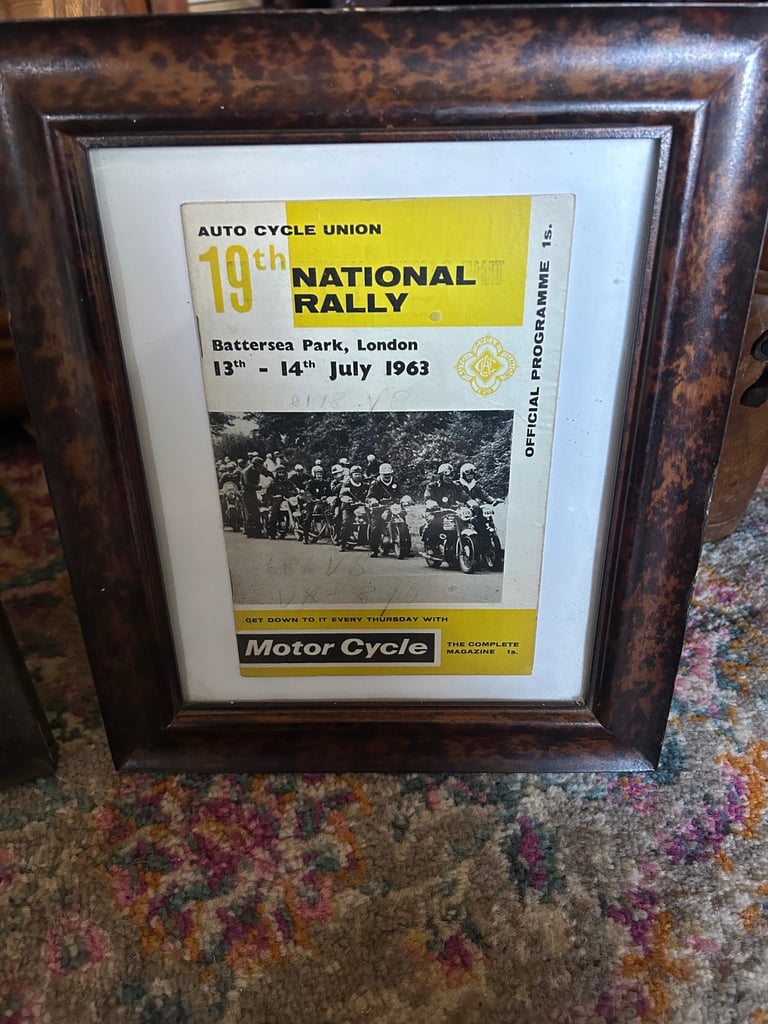 AUTO CYCLE UNION
19th NATIONAL
RALLY
Battersea Park, London
13th - 14th July 1963
OFFICIAL PROGRAMME 1s.
GET DOWN TO IT EVERY THURSDAY WITH
Motor Cycle
THE COMPLETE
MAGAZINE 1s.